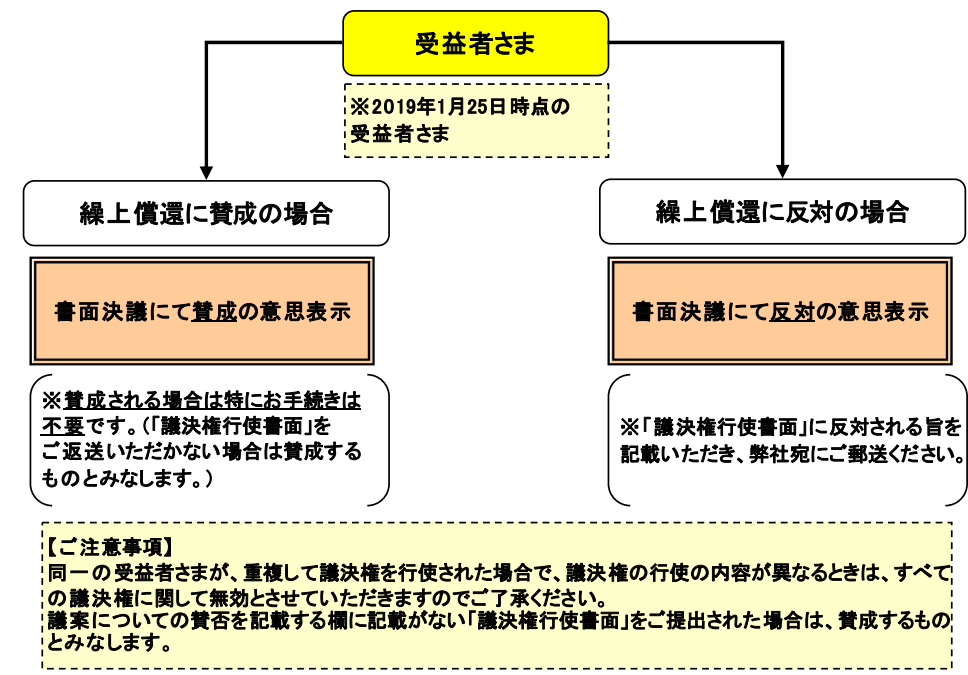 受益者さま
※2019年1月25日時点の
受益者さま
繰上償還に賛成の場合
書面決議にて賛成の意思表示
※賛成される場合は特にお手続きは
不要です。(「議決権行使書面」を
ご返送いただかない場合は賛成する
ものとみなします。)
繰上償還に反対の場合
書面決議にて反対の意思表示
※「議決権行使書面」に反対される旨を
記載いただき、弊社宛にご郵送ください。
【ご注意事項】
同一の受益者さまが、重複して議決権を行使された場合で、議決権の行使の内容が異なるときは、すべて
の議決権に関して無効とさせていただきますのでご了承ください。
議案についての賛否を記載する欄に記載がない「議決権行使書面」をご提出された場合は、賛成するもの
とみなします。